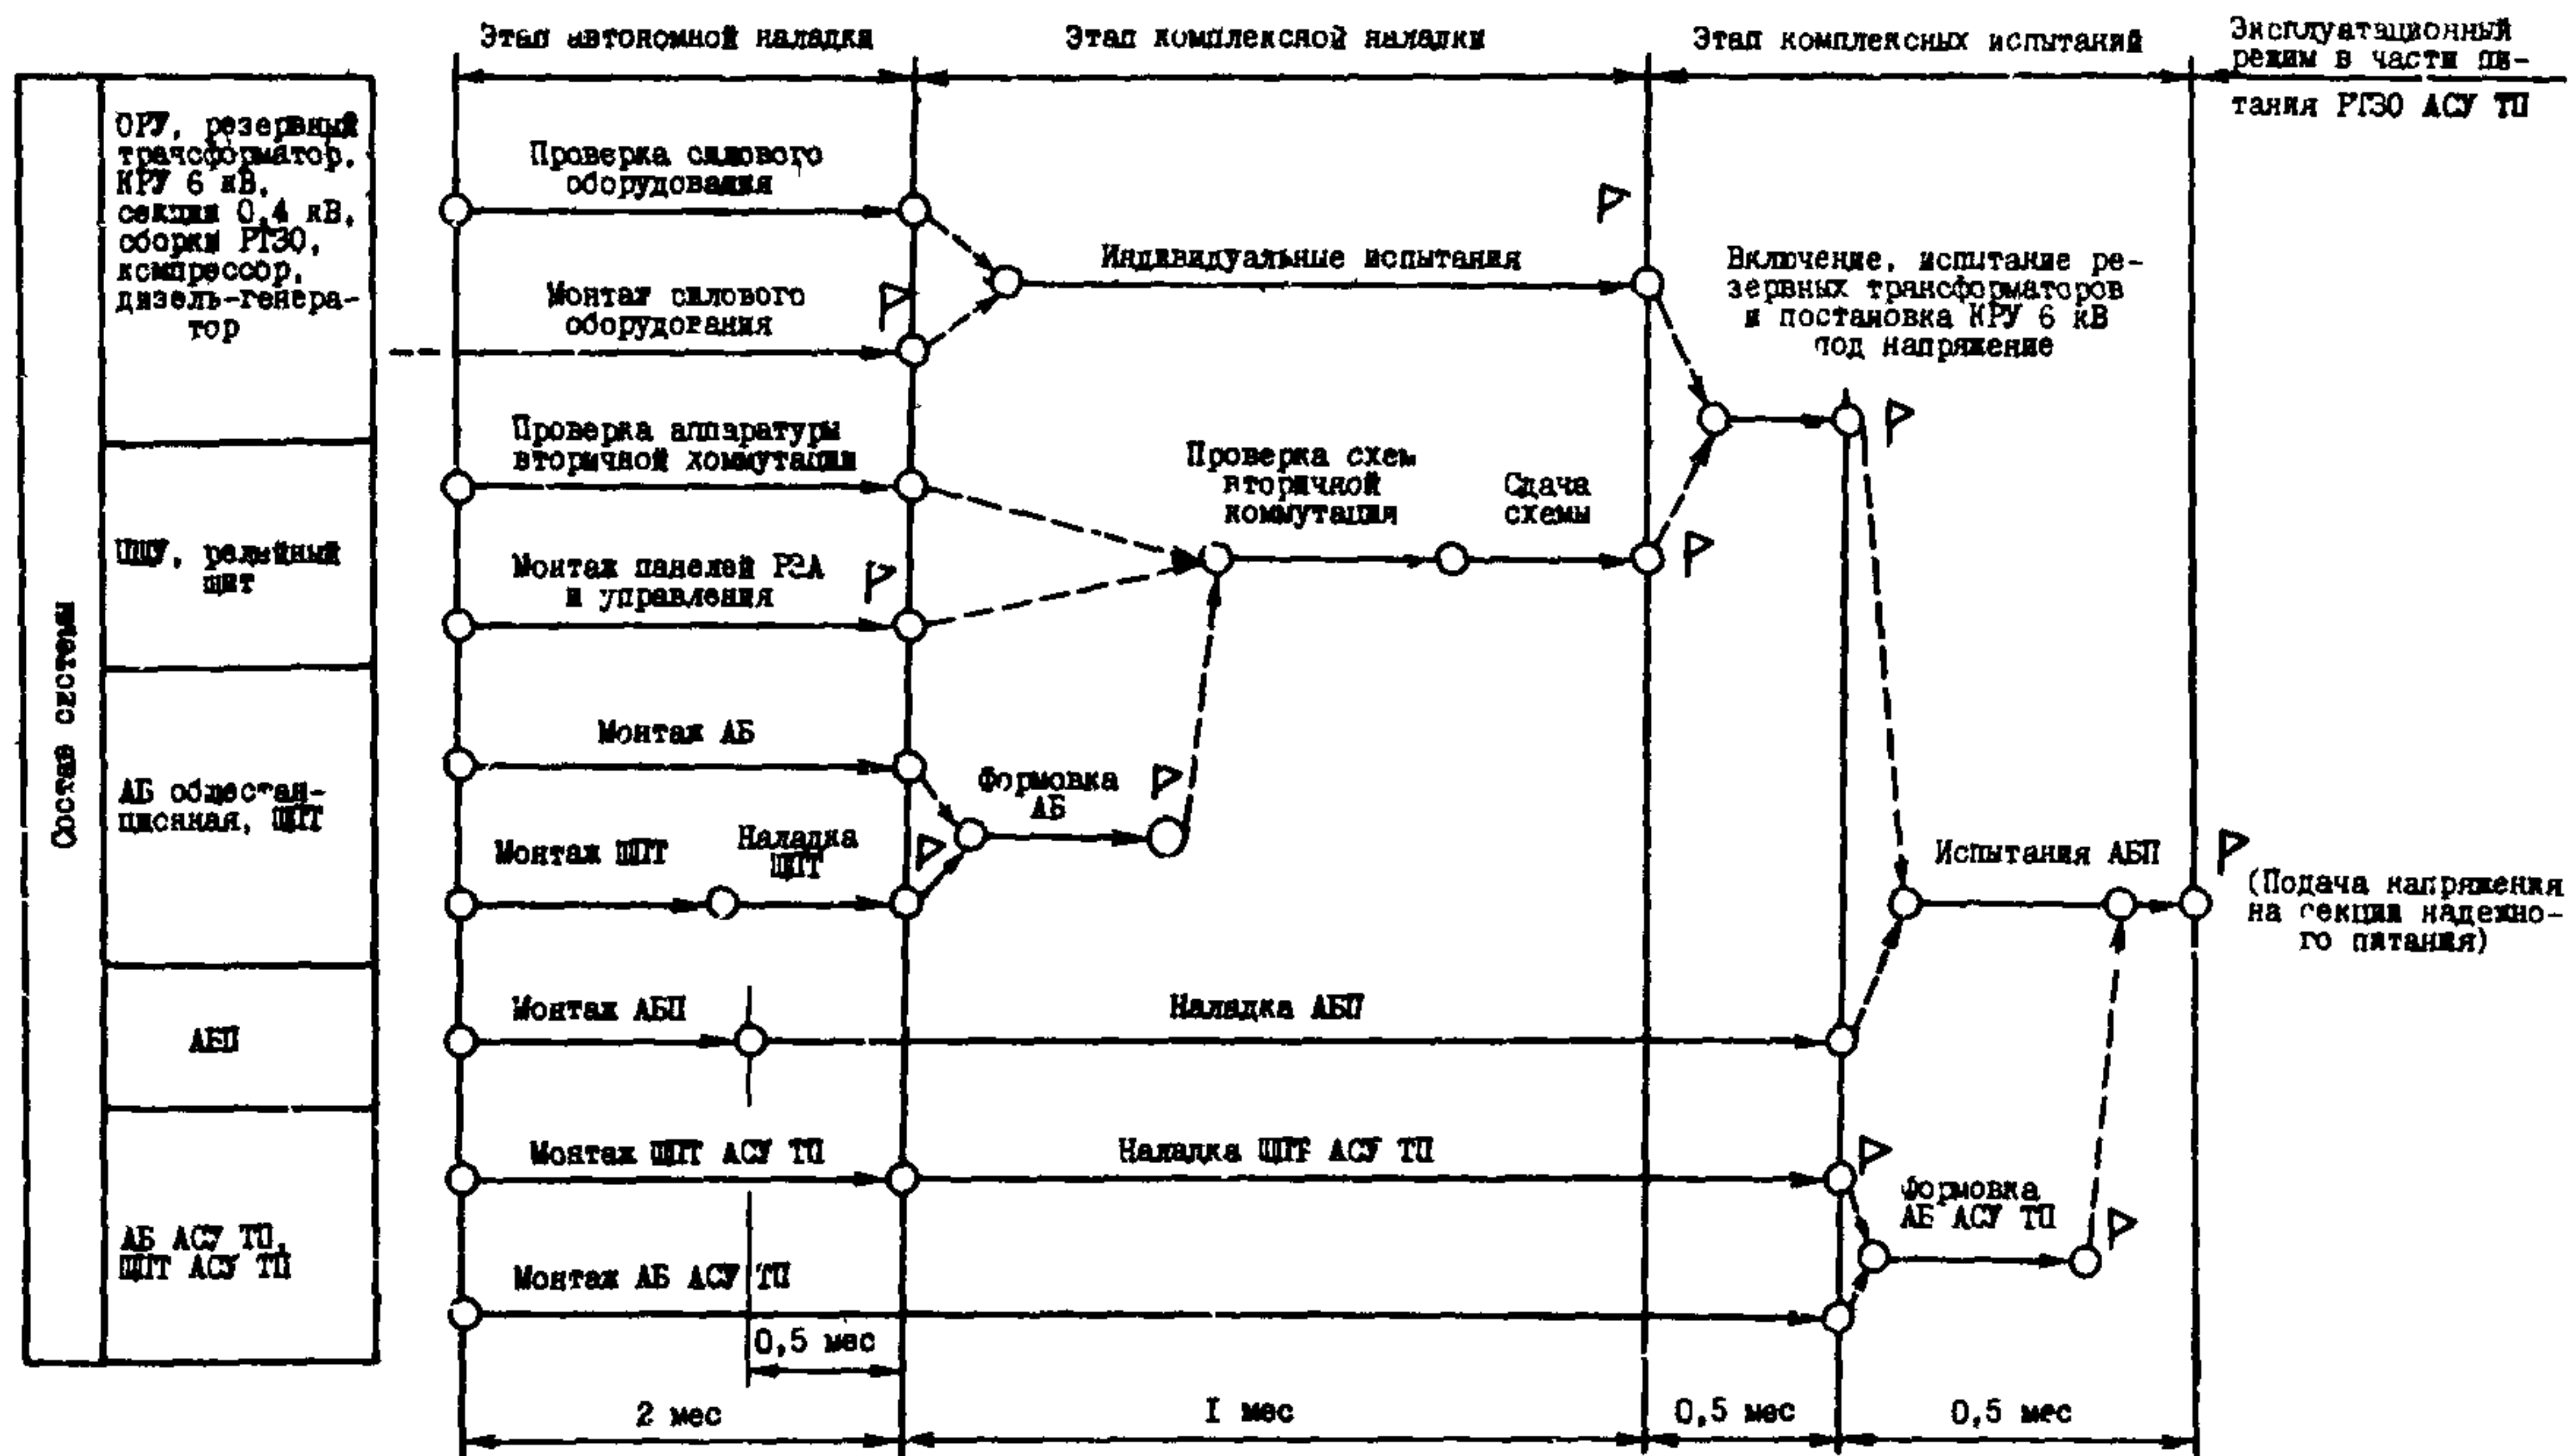 Этап автономной наладки
Этап комплексной наладки
Этап комплексных испытаний
Эксплуатационный
режим в части пи-
тания РТЗО АСУ ТП
Состав системы
ОРУ, резервный
трансформатор,
КРУ 6 кВ,
секции 0,4 кВ,
сборки РТЗО,
компрессор,
дизель-генера-
тор
Проверка силового
оборудования
Монтаж силового
оборудования
Индивидуальные испытания
Включение, испытание ре-
зервных трансформаторов
и постановка КРУ 6 кВ
под напряжение
Проверка аппаратуры
вторичной коммутации
Проверка схем
вторичной
коммутации
Сдача
схемы
релейный
щит
Монтаж панелей РЗА
и управления
АБ общестан-
ционная, ЩПТ
Монтаж АБ
Формовка
АБ
Монтаж ЩПТ
Наладка
ЩПТ
Испытания АБП
(Подача напряжения
на секции надежно-
го питания)
АБП
Монтаж АБП
Наладка АБП
АБ АСУ ТП,
ЩПТ АСУ ТП
Монтаж ЩПТ АСУ ТП
Наладка ЩПТ АСУ ТП
Формовка
АБ АСУ ТП
Монтаж АБ АСУ ТП
0,5 мес
2 мес
I мес
0,5 мес
0,5 мес